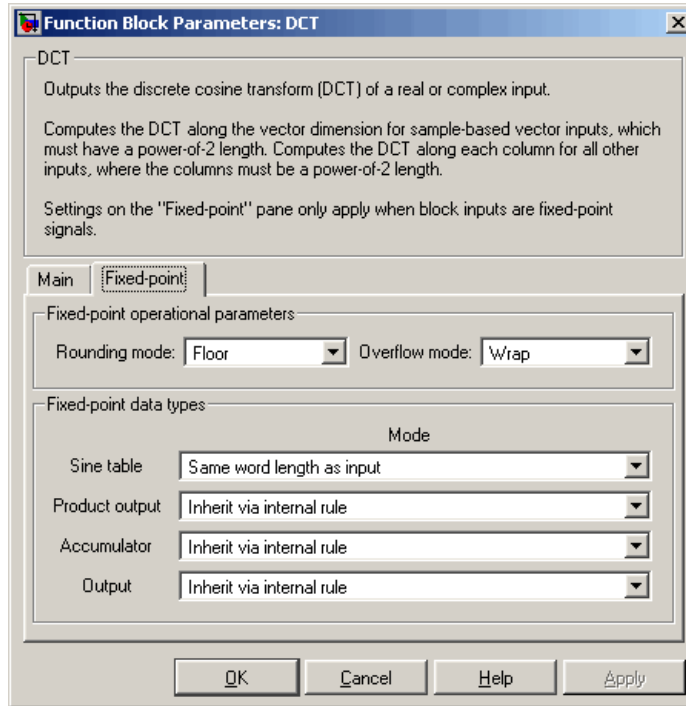 Function Block Parameters: DCT
DCT
Outputs the discrete cosine transform (DCT) of a real or complex input.
Computes the DCT along the vector dimension for sample-based vector inputs, which
must have a power-of-2 length. Computes the DCT along each column for all other
inputs, where the columns must be a power-of-2 length.
Settings on the "Fixed-point" pane only apply when block inputs are fixed-point
signals.
Main Fixed-point
Fixed-point operational parameters
Rounding mode: Floor Overflow mode: Wrap
Fixed-point data types
Mode
Sine table Same word length as input
Product output Inherit via internal rule
Accumulator Inherit via internal rule
Output Inherit via internal rule
OK Cancel Help Apply